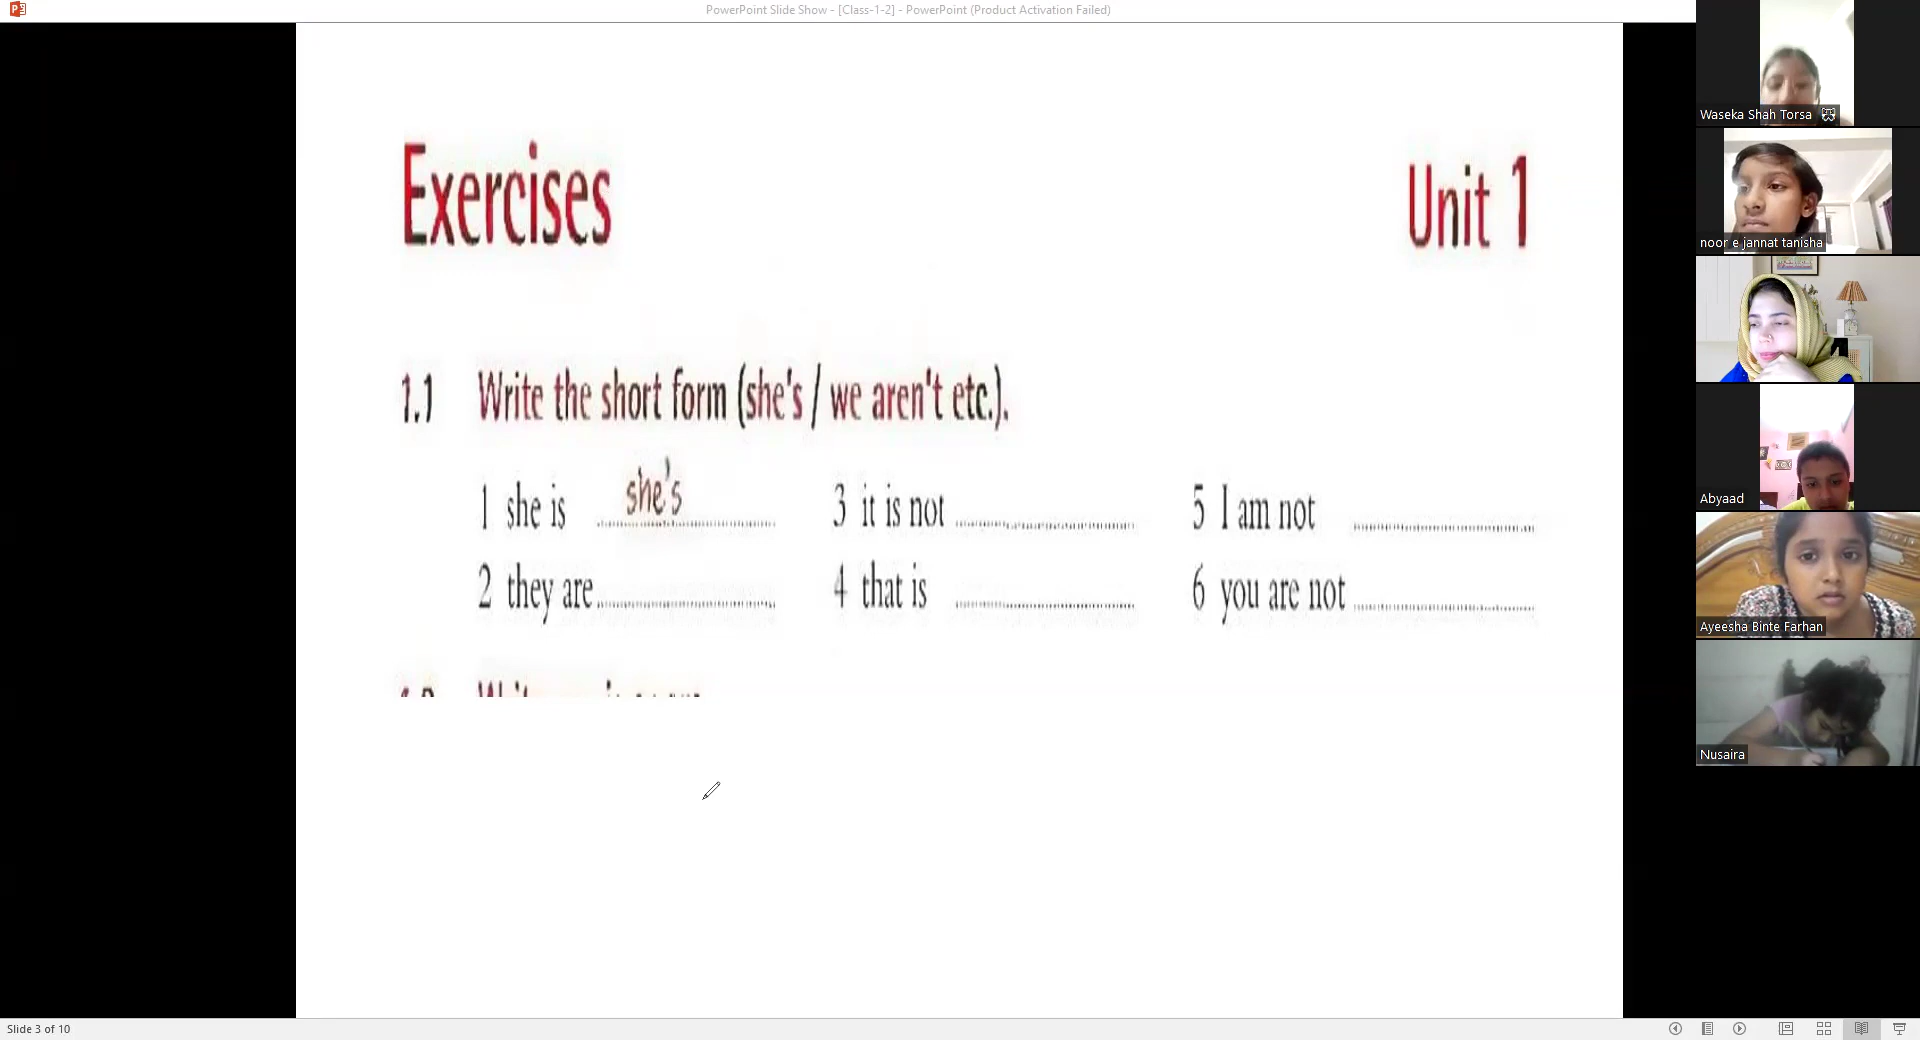 PowerPoint Slide Show - [Class-1-2] - PowerPoint (Product Activation Failed)
Exercises Unit 1
1.1 Write the short form (she's / we aren't etc.).
1 she is she's 3 it is not 5 I am not
2 they are 4 that is 6 you are not
Waseka Shah Torsa
noor e jannat tanisha
Abyaad
Ayeesha Binte Farhan
Nusaira
Slide 3 of 10